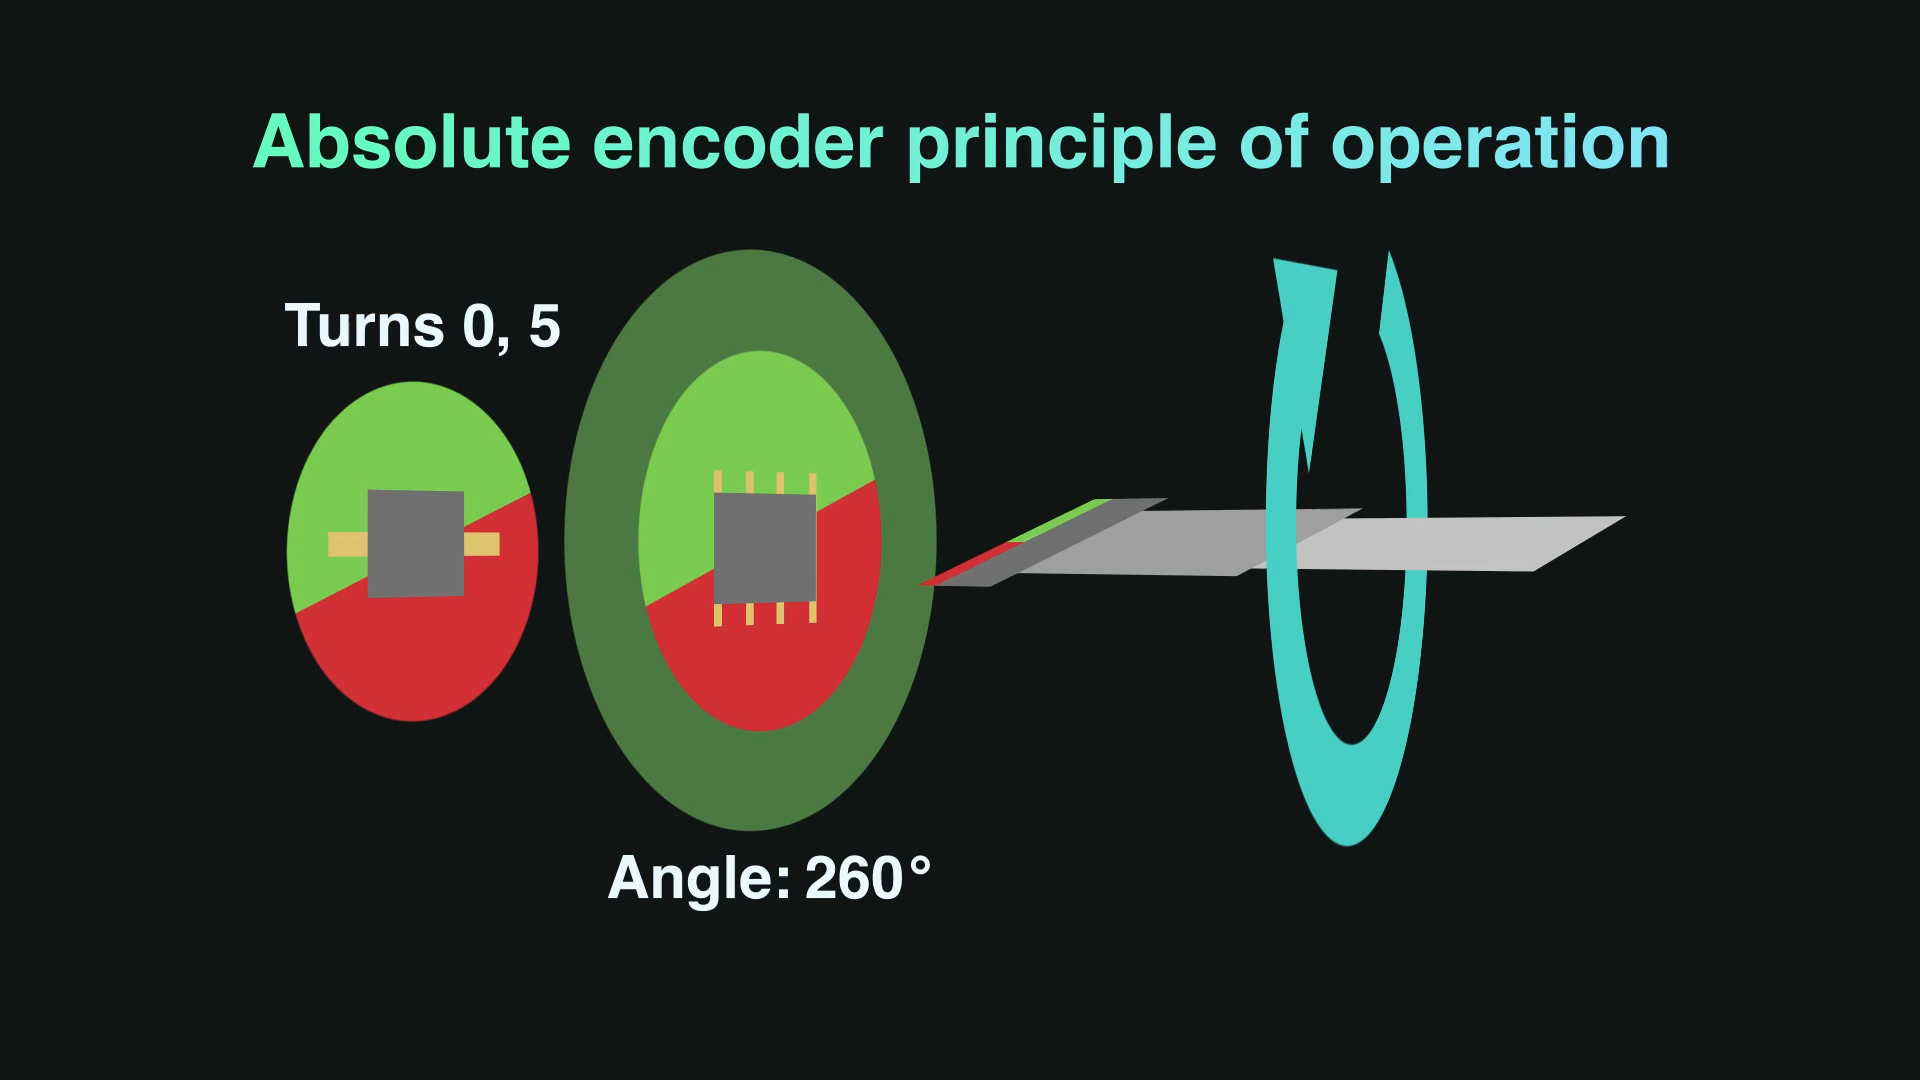 Absolute encoder principle of operation
Turns 0, 5
Angle: 260°